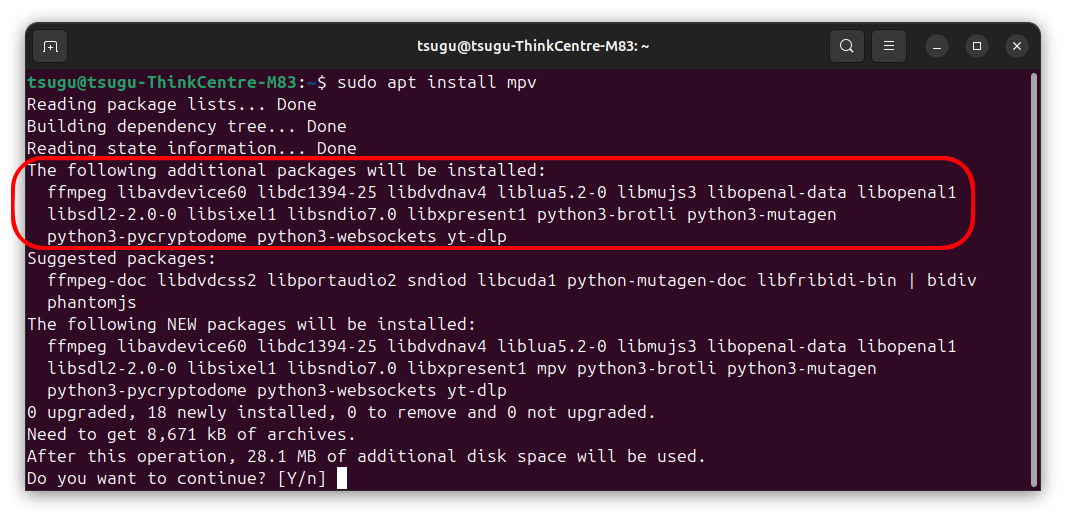 tsugu@tsugu-ThinkCentre-M83: ~
tsugu@tsugu-ThinkCentre-M83:~$ sudo apt install mpv
Reading package lists... Done
Building dependency tree... Done
Reading state information... Done
The following additional packages will be installed:
  ffmpeg libavdevice60 libdc1394-25 libdvdnav4 liblua5.2-0 libmujs3 libopenal-data libopenal1
  libsdl2-2.0-0 libsixel1 libsndio7.0 libxpresent1 python3-brotli python3-mutagen
  python3-pycryptodome python3-websockets yt-dlp
Suggested packages:
  ffmpeg-doc libdvdcss2 libportaudio2 sndiod libcuda1 python-mutagen-doc libfribidi-bin | bidiv
  phantomjs
The following NEW packages will be installed:
  ffmpeg libavdevice60 libdc1394-25 libdvdnav4 liblua5.2-0 libmujs3 libopenal-data libopenal1
  libsdl2-2.0-0 libsixel1 libsndio7.0 libxpresent1 mpv python3-brotli python3-mutagen
  python3-pycryptodome python3-websockets yt-dlp
0 upgraded, 18 newly installed, 0 to remove and 0 not upgraded.
Need to get 8,671 kB of archives.
After this operation, 28.1 MB of additional disk space will be used.
Do you want to continue? [Y/n]